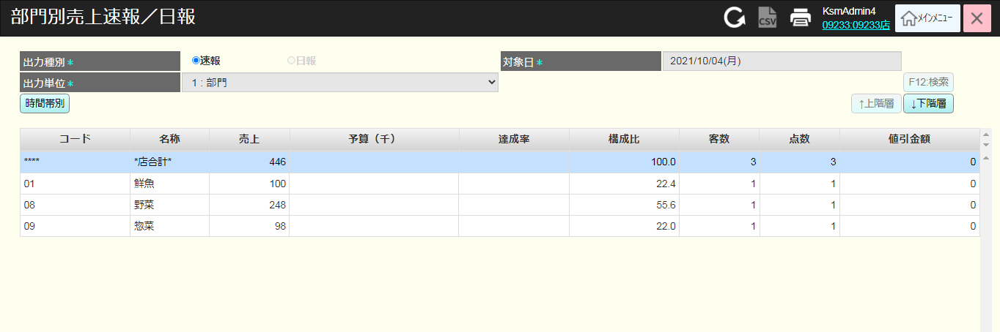 部門別売上速報／日報
CSV
KsmAdmin4
09233:09233店
メインメニュー
出力種別＊ 速報 日報 対象日＊ 2021/10/04(月)
出力単位＊ 1 : 部門 F12:検索
時間帯別 ↑上階層 ↓下階層
コード 名称 売上 予算（千） 達成率 構成比 客数 点数 値引金額
**** *店合計* 446 100.0 3 3 0
01 鮮魚 100 22.4 1 1 0
08 野菜 248 55.6 1 1 0
09 惣菜 98 22.0 1 1 0